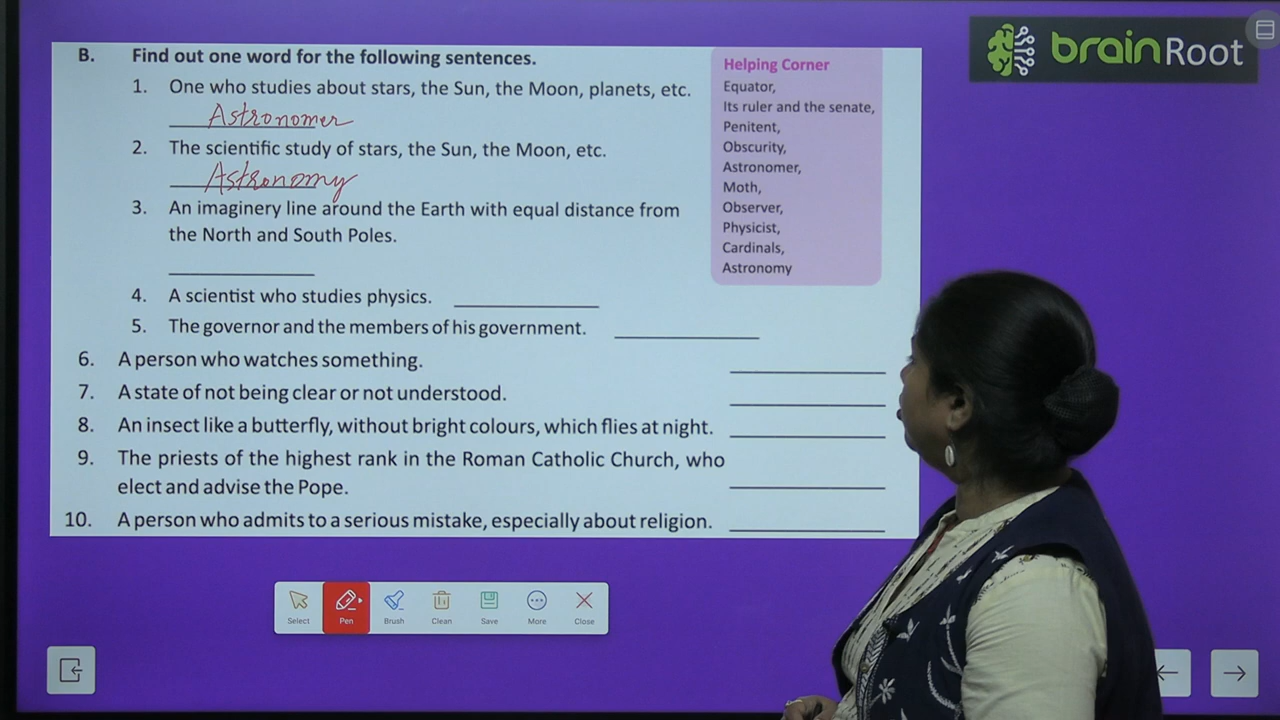 brainRoot
B. Find out one word for the following sentences.
1. One who studies about stars, the Sun, the Moon, planets, etc.
Astronomer
2. The scientific study of stars, the Sun, the Moon, etc.
Astronomy
3. An imaginery line around the Earth with equal distance from
the North and South Poles.
4. A scientist who studies physics.
5. The governor and the members of his government.
6. A person who watches something.
7. A state of not being clear or not understood.
8. An insect like a butterfly, without bright colours, which flies at night.
9. The priests of the highest rank in the Roman Catholic Church, who
elect and advise the Pope.
10. A person who admits to a serious mistake, especially about religion.
Helping Corner
Equator,
Its ruler and the senate,
Penitent,
Obscurity,
Astronomer,
Moth,
Observer,
Physicist,
Cardinals,
Astronomy
Select Pen Brush Clean Save More Close